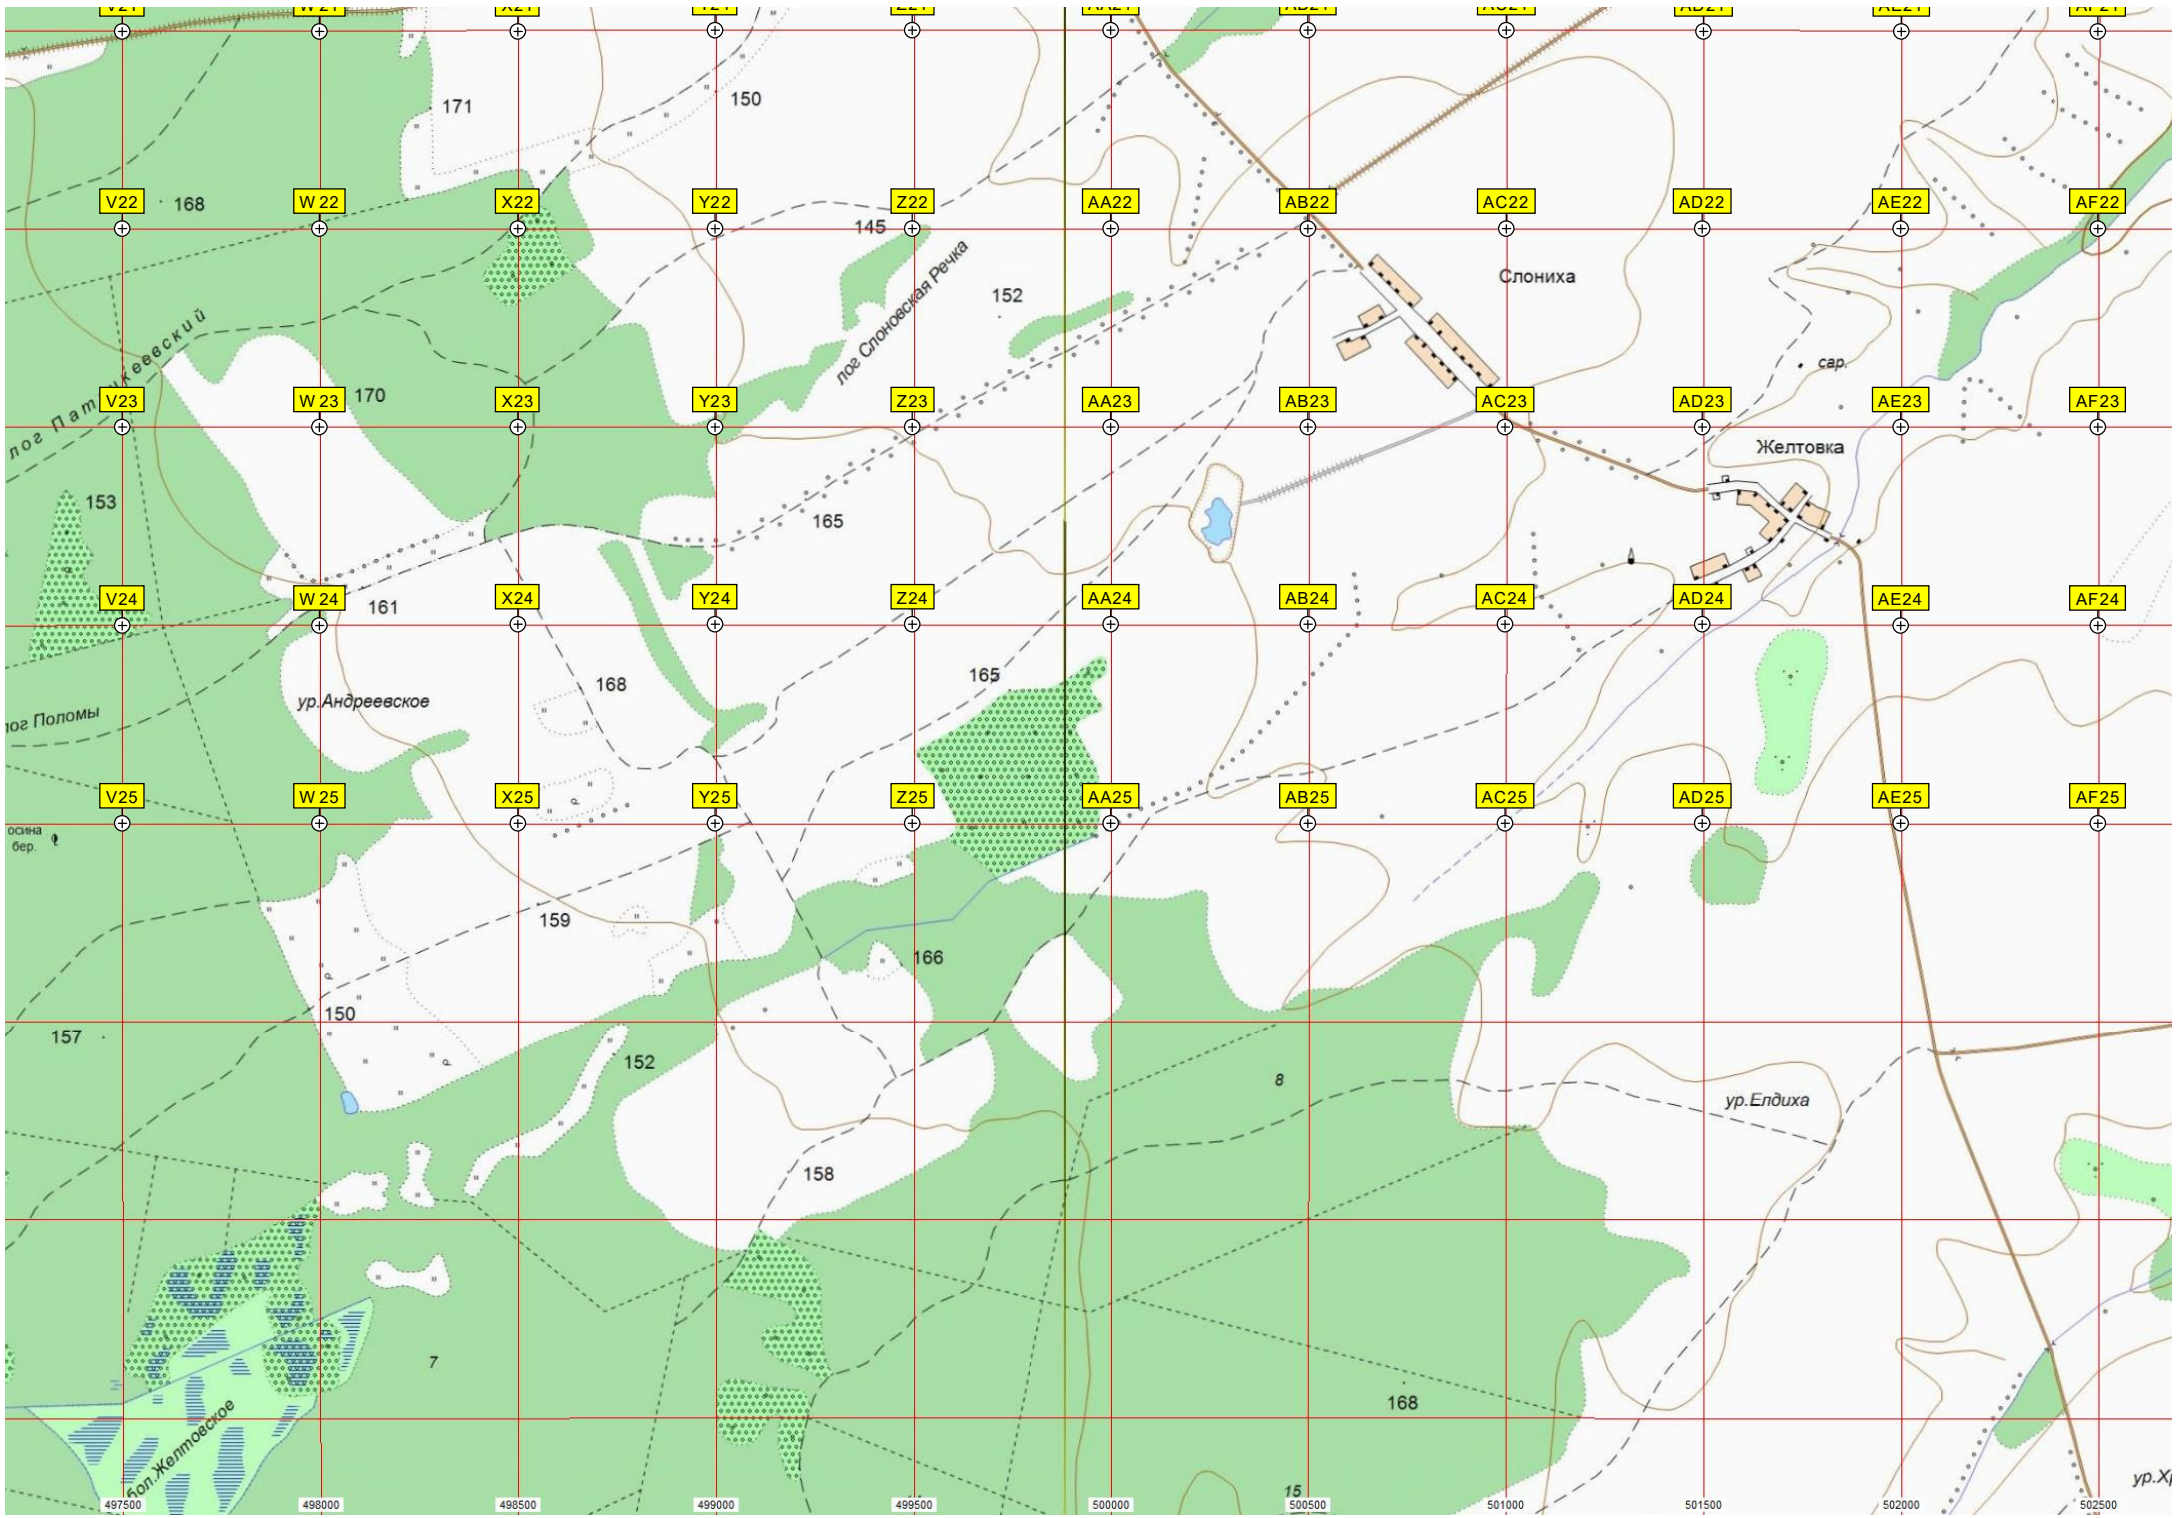 171
150
V22
168
W 22
X22
Y22
Z22
AA22
AB22
AC22
AD22
AE22
AF22
145
лог Слоновская Речка
152
Слониха
сар.
лог Патрикеевский
V23
W 23
170
X23
Y23
Z23
AA23
AB23
AC23
AD23
AE23
AF23
Желтовка
153
165
V24
W 24
161
X24
Y24
Z24
AA24
AB24
AC24
AD24
AE24
AF24
ур.Андреевское
168
165
лог Поломы
V25
W 25
X25
Y25
Z25
AA25
AB25
AC25
AD25
AE25
AF25
осина
бер.
159
166
150
157
152
8
ур.Елдиха
158
7
168
бол.Желтовское
15
497500
498000
498500
499000
499500
500000
500500
501000
501500
502000
502500